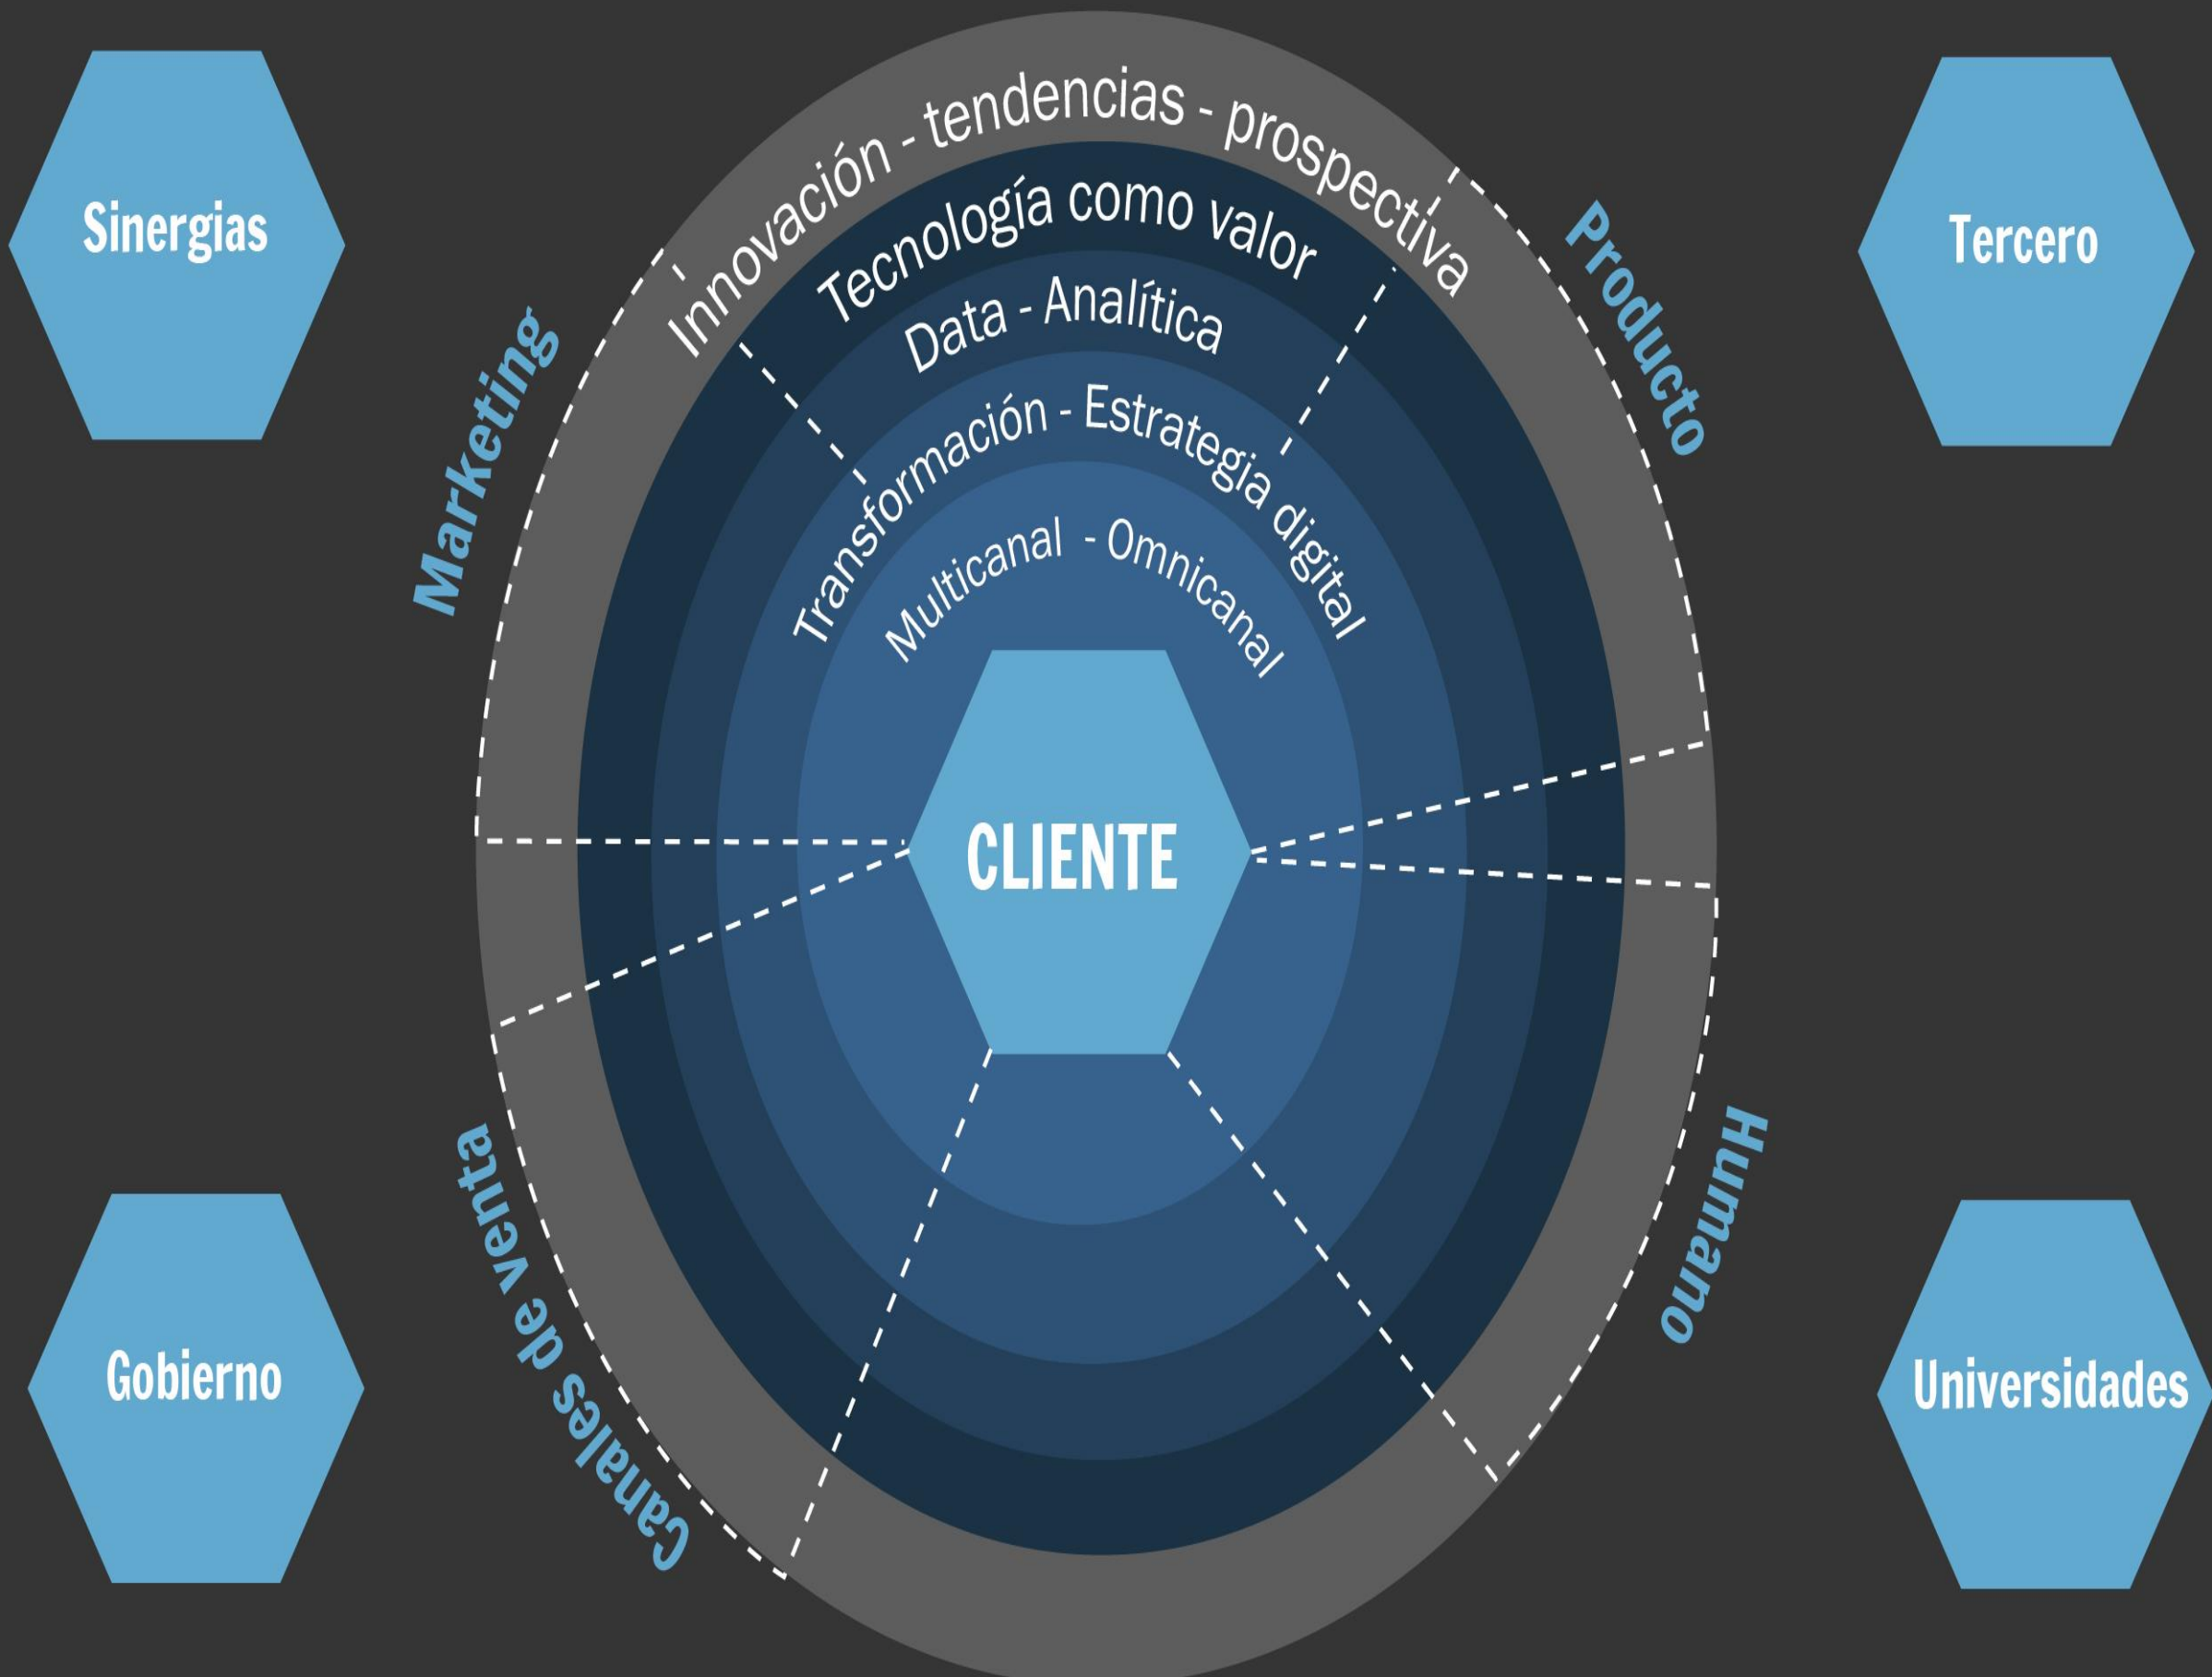 Sinergias
Tercero
Innovación - tendencias - prospectiva
Tecnología como valor
Data - Analítica
Transformación - Estrategia digital
Multicanal - Omnicanal
CLIENTE
Marketing
Producto
Canales de venta
Humano
Gobierno
Universidades